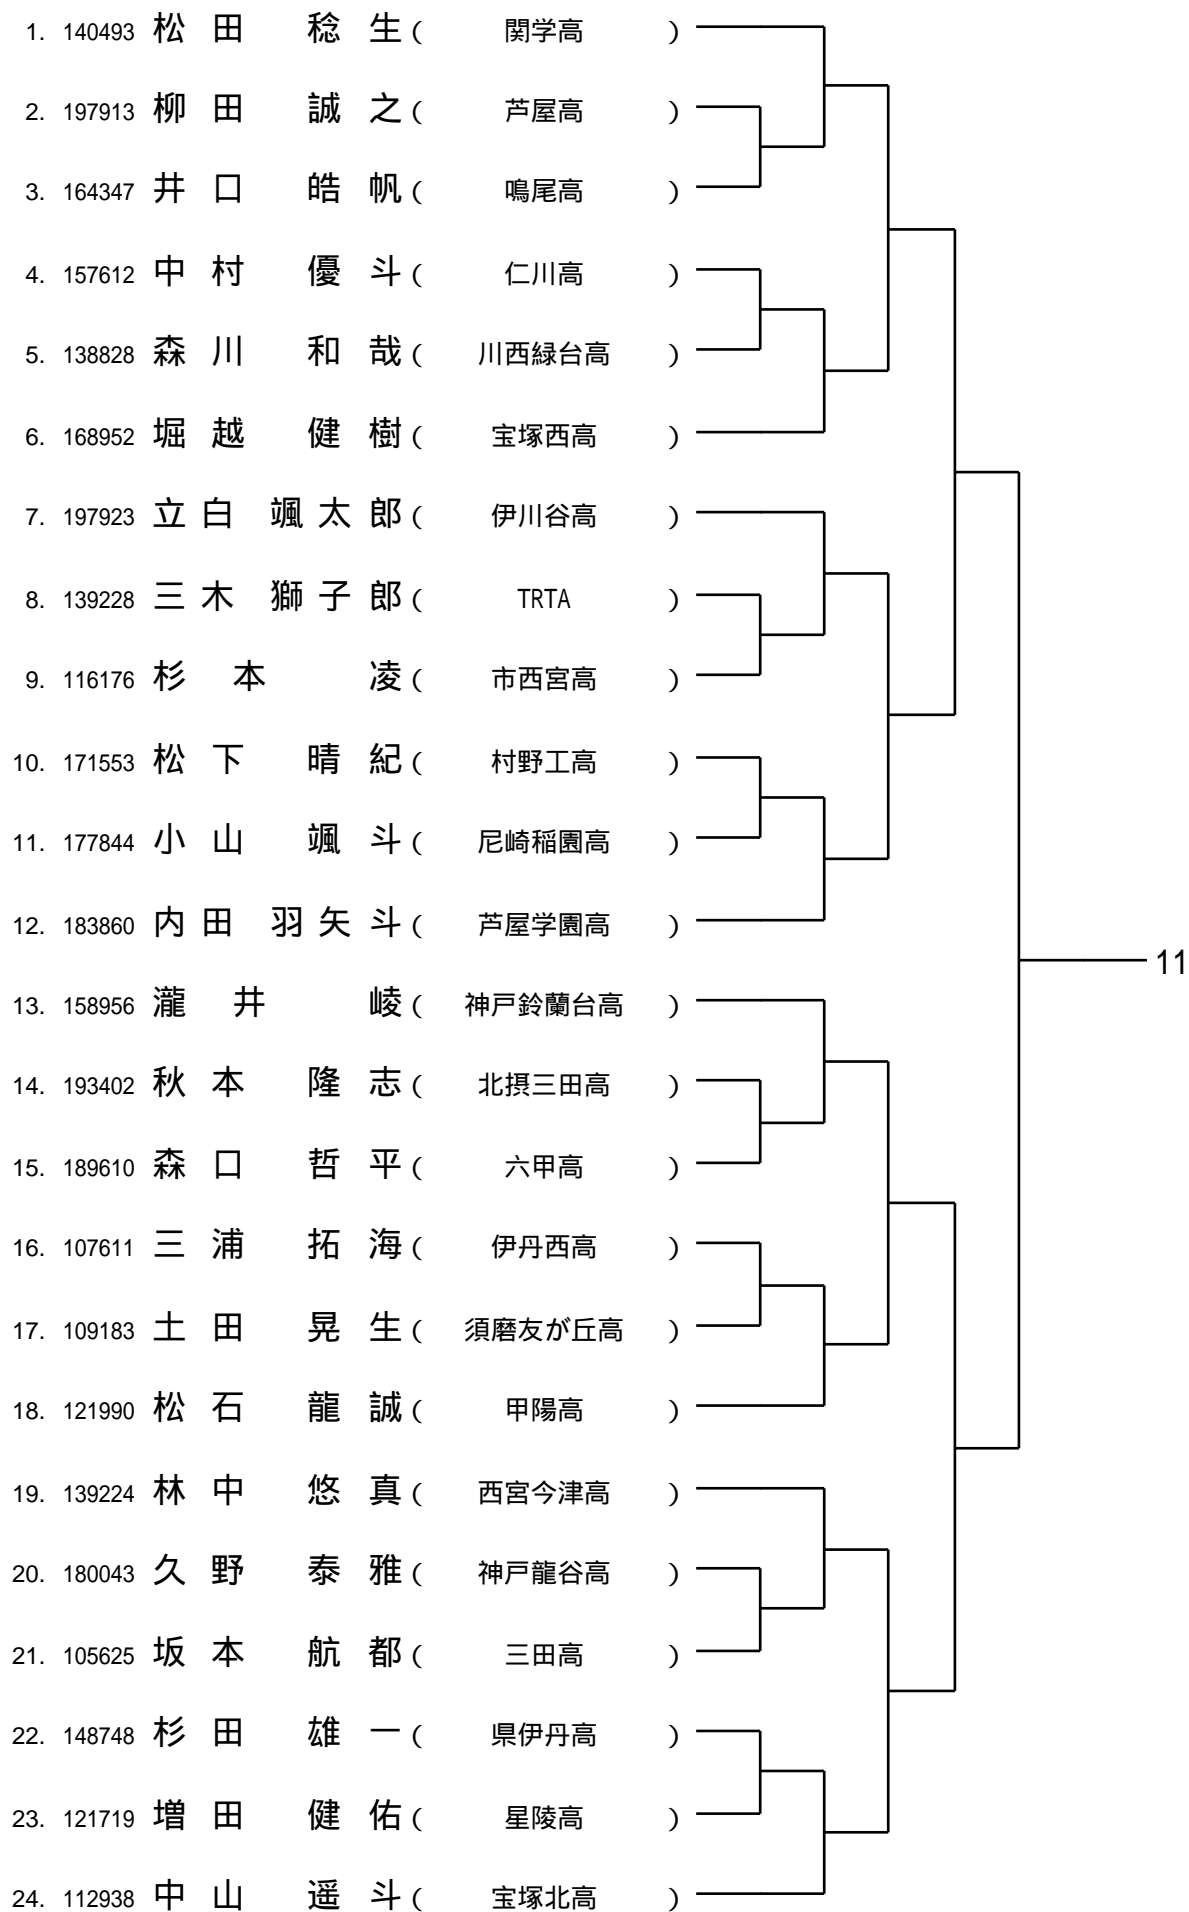 1. 140493 松田 稔生( 関学高 )
2. 197913 柳田 誠之( 芦屋高 )
3. 164347 井口 皓帆( 鳴尾高 )
4. 157612 中村 優斗( 仁川高 )
5. 138828 森川 和哉( 川西緑台高 )
6. 168952 堀越 健樹( 宝塚西高 )
7. 197923 立白 颯太郎( 伊川谷高 )
8. 139228 三木 獅子郎( TRTA )
9. 116176 杉本 凌( 市西宮高 )
10. 171553 松下 晴紀( 村野工高 )
11. 177844 小山 颯斗( 尼崎稲園高 )
12. 183860 内田 羽矢斗( 芦屋学園高 )
11
13. 158956 瀧井 崚( 神戸鈴蘭台高 )
14. 193402 秋本 隆志( 北摂三田高 )
15. 189610 森口 哲平( 六甲高 )
16. 107611 三浦 拓海( 伊丹西高 )
17. 109183 土田 晃生( 須磨友が丘高 )
18. 121990 松石 龍誠( 甲陽高 )
19. 139224 林中 悠真( 西宮今津高 )
20. 180043 久野 泰雅( 神戸龍谷高 )
21. 105625 坂本 航都( 三田高 )
22. 148748 杉田 雄一( 県伊丹高 )
23. 121719 増田 健佑( 星陵高 )
24. 112938 中山 遥斗( 宝塚北高 )